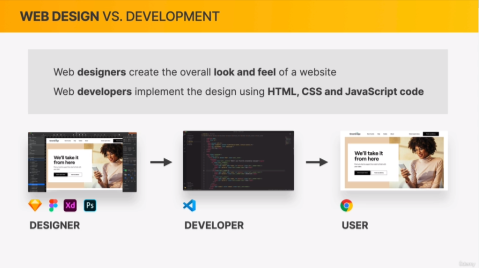 WEB DESIGN VS. DEVELOPMENT
Web designers create the overall look and feel of a website
Web developers implement the design using HTML, CSS and JavaScript code
We'll take it
from here
We'll take it
from here
Xd
Ps
DESIGNER
DEVELOPER
USER